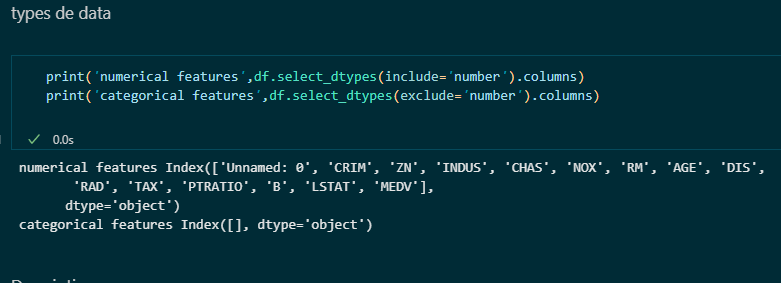 types de data
print('numerical features',df.select_dtypes(include='number').columns)
print('categorical features',df.select_dtypes(exclude='number').columns)
0.0s
numerical features Index(['Unnamed: 0', 'CRIM', 'ZN', 'INDUS', 'CHAS', 'NOX', 'RM', 'AGE', 'DIS',
'RAD', 'TAX', 'PTRATIO', 'B', 'LSTAT', 'MEDV'],
dtype='object')
categorical features Index([], dtype='object')